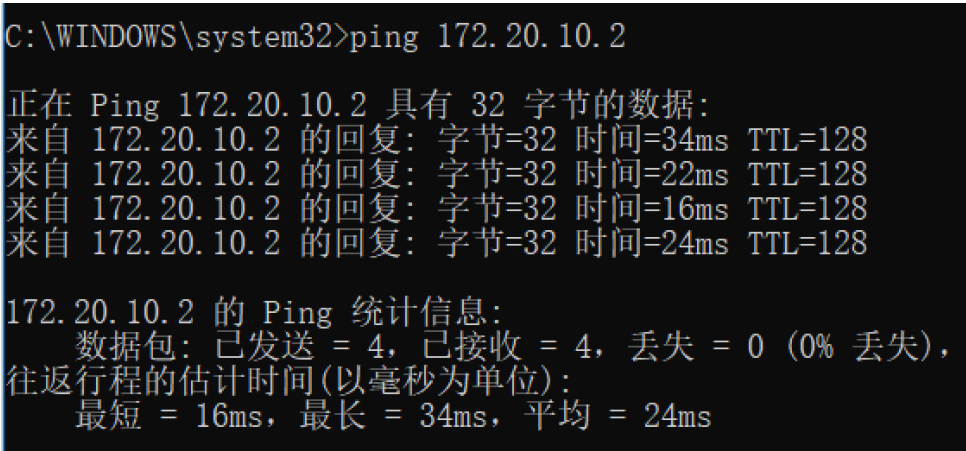 C:\WINDOWS\system32>ping 172.20.10.2
正在 Ping 172.20.10.2 具有 32 字节的数据:
来自 172.20.10.2 的回复: 字节=32 时间=34ms TTL=128
来自 172.20.10.2 的回复: 字节=32 时间=22ms TTL=128
来自 172.20.10.2 的回复: 字节=32 时间=16ms TTL=128
来自 172.20.10.2 的回复: 字节=32 时间=24ms TTL=128
172.20.10.2 的 Ping 统计信息:
数据包: 已发送 = 4，已接收 = 4，丢失 = 0 (0% 丢失)，
往返行程的估计时间(以毫秒为单位):
最短 = 16ms，最长 = 34ms，平均 = 24ms